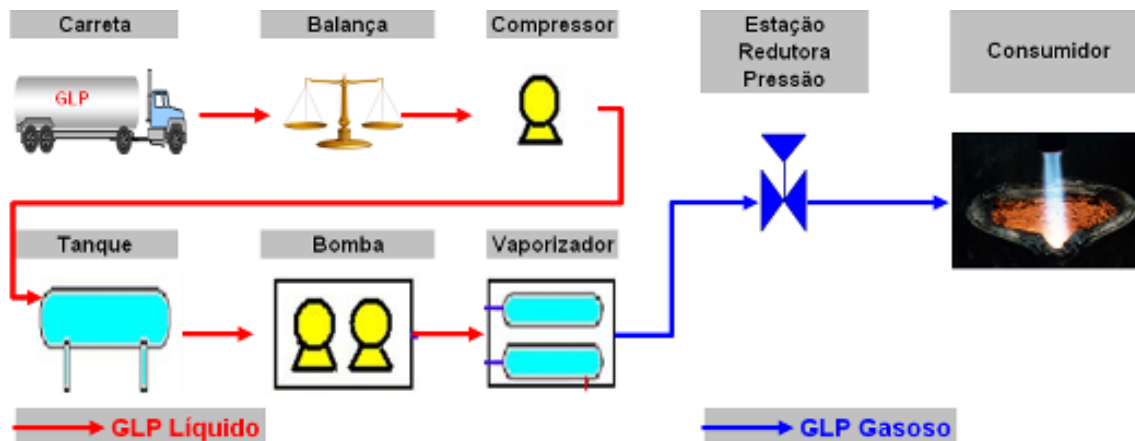 Carreta
Balança
Compressor
Estação
Redutora
Pressão
Consumidor
GLP
Tanque
Bomba
Vaporizador
GLP Líquido
GLP Gasoso